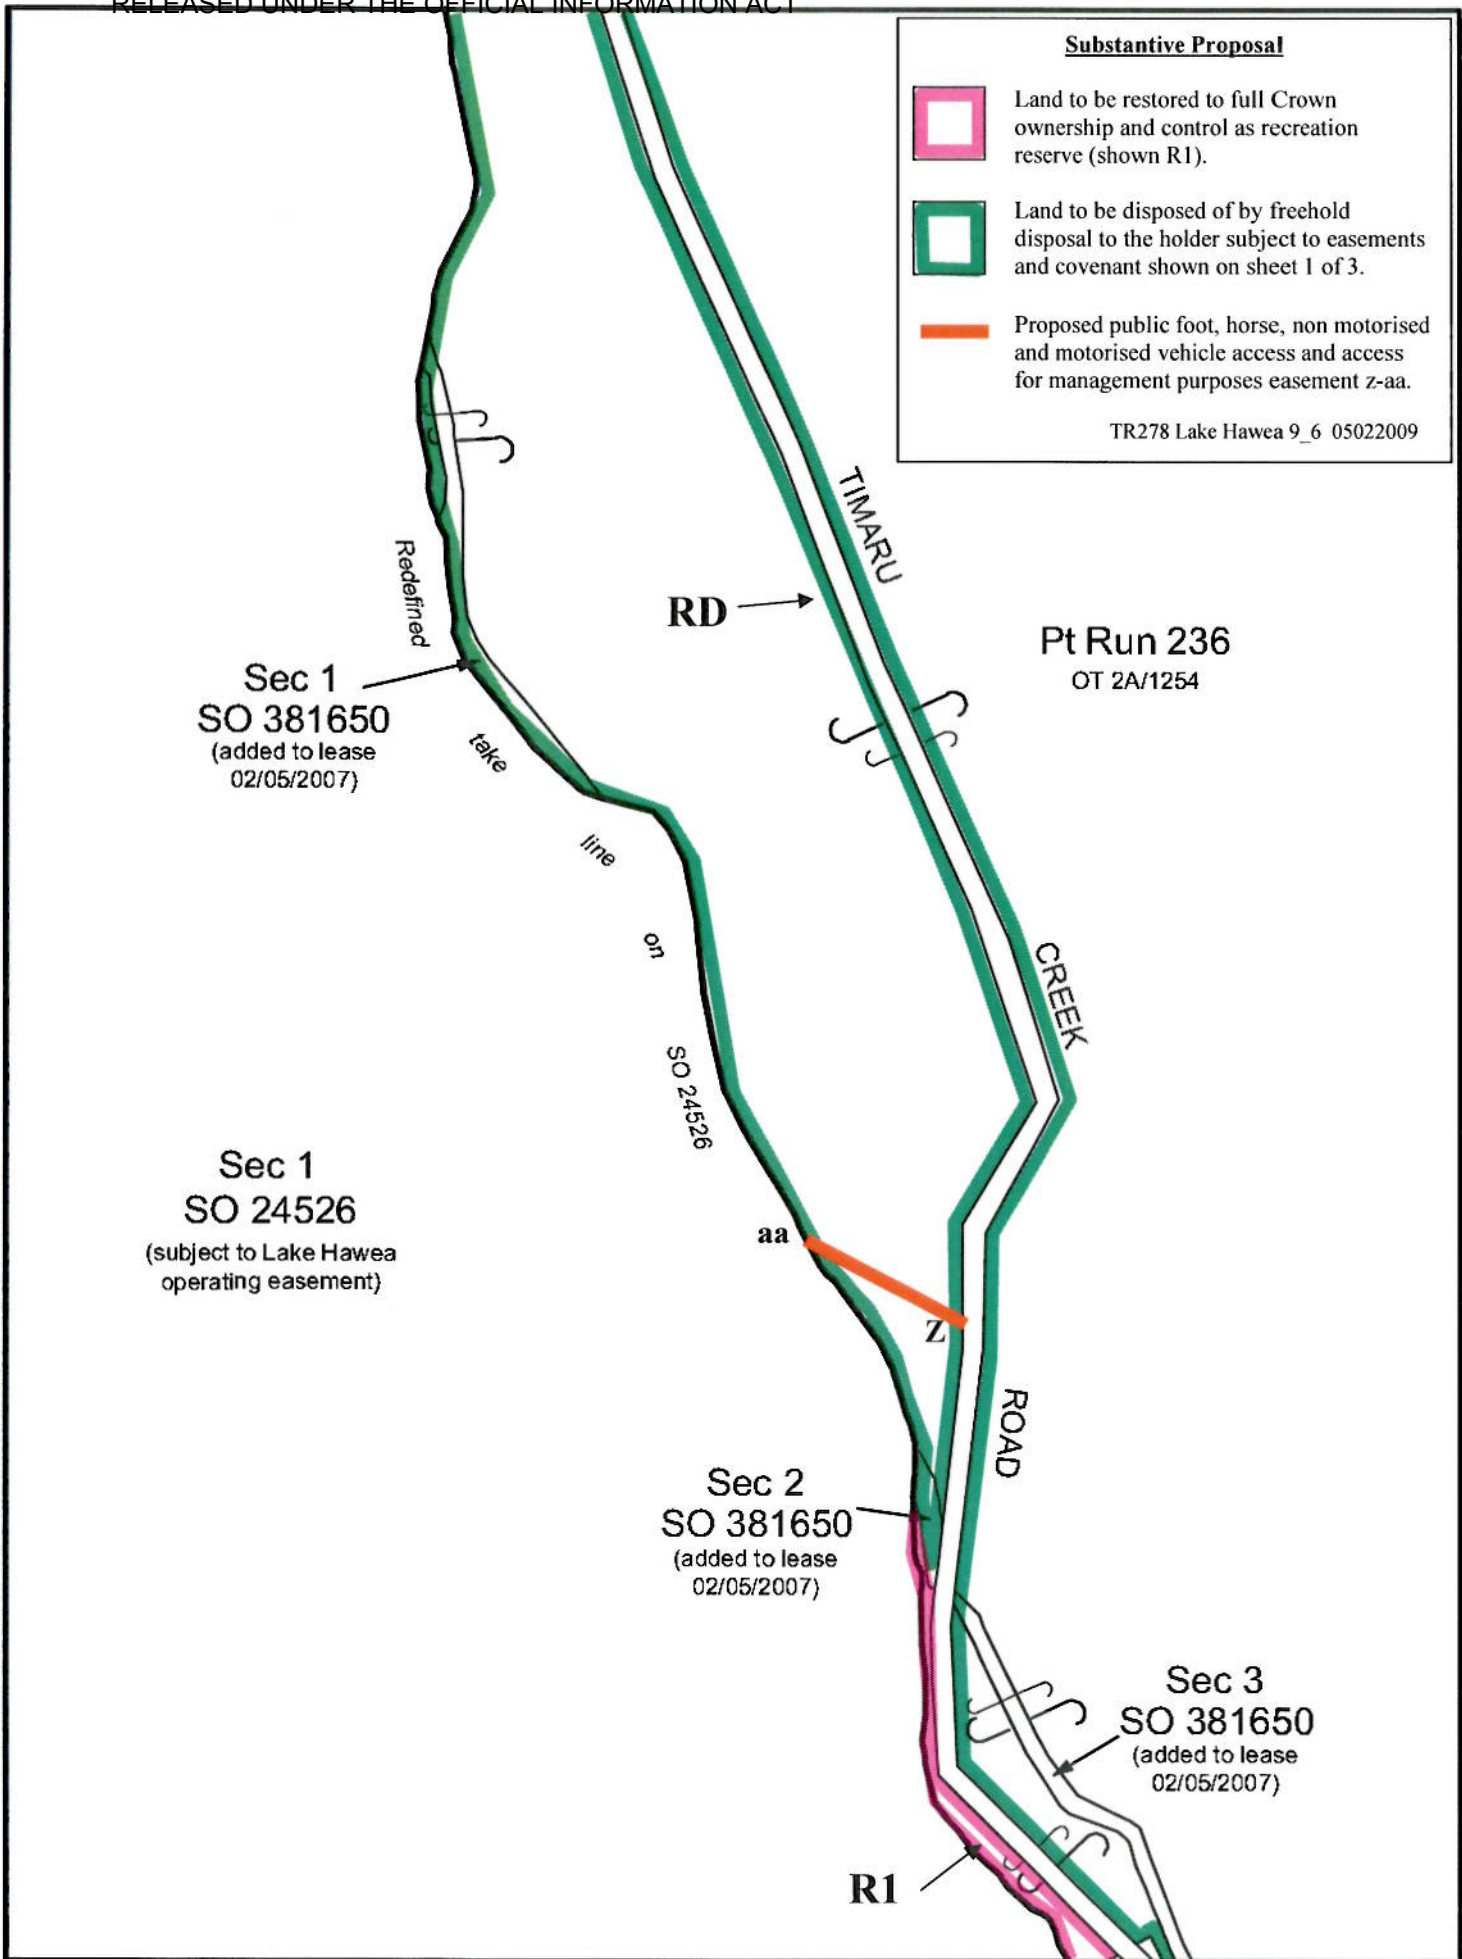 RELEASED UNDER THE OFFICIAL INFORMATION ACT
Substantive Proposal
Land to be restored to full Crown
ownership and control as recreation
reserve (shown R1).
Land to be disposed of by freehold
disposal to the holder subject to easements
and covenant shown on sheet 1 of 3.
Proposed public foot, horse, non motorised
and motorised vehicle access and access
for management purposes easement z-aa.
TR278 Lake Hawea 9_6 05022009
TIMARU
CREEK
ROAD
RD
Pt Run 236
OT 2A/1254
Redefined
take
line
on
SO 24526
Sec 1
SO 381650
(added to lease
02/05/2007)
Sec 1
SO 24526
(subject to Lake Hawea
operating easement)
aa
Z
Sec 2
SO 381650
(added to lease
02/05/2007)
Sec 3
SO 381650
(added to lease
02/05/2007)
R1